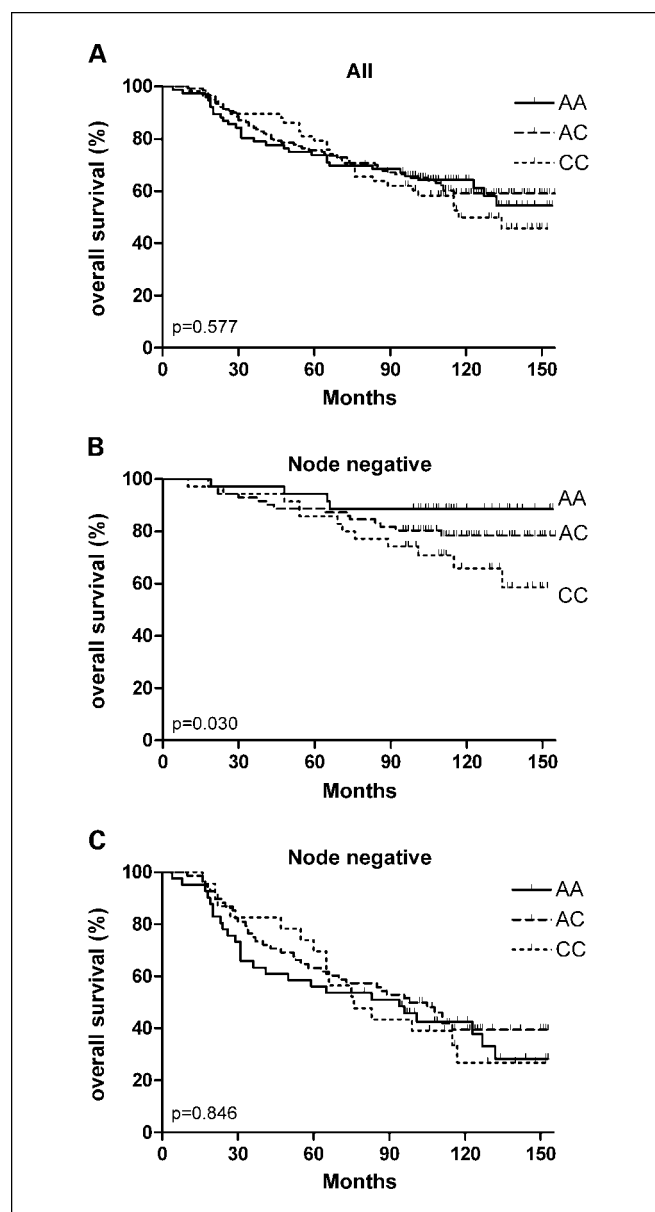 A
All
100
80
60
40
20
0
overall survival (%)
AA
AC
CC
p=0.577
0 30 60 90 120 150
Months
B
Node negative
100
80
60
40
20
0
overall survival (%)
AA
AC
CC
p=0.030
0 30 60 90 120 150
Months
C
Node negative
100
80
60
40
20
0
overall survival (%)
AA
AC
CC
p=0.846
0 30 60 90 120 150
Months